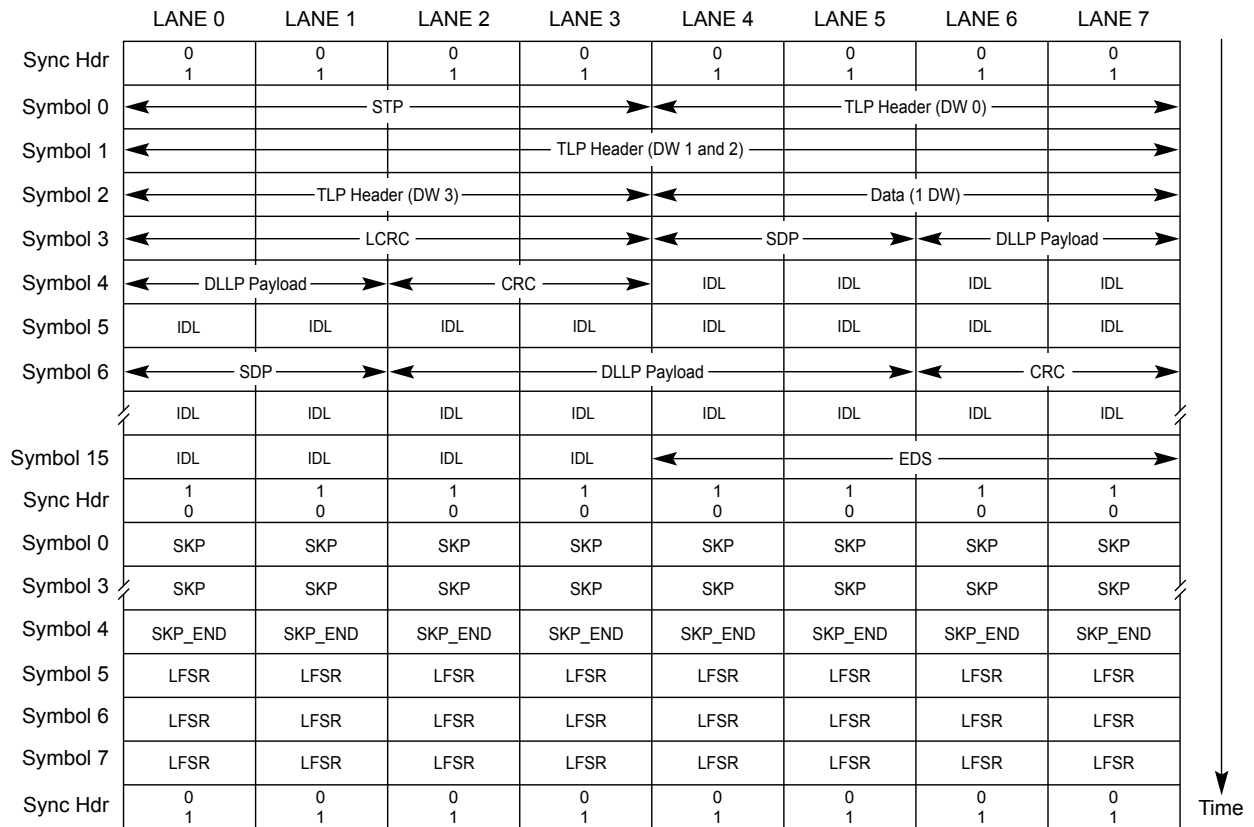 LANE 0 LANE 1 LANE 2 LANE 3 LANE 4 LANE 5 LANE 6 LANE 7
Sync Hdr 0 0 0 0 0 0 0 0
1 1 1 1 1 1 1 1
Symbol 0 STP TLP Header (DW 0)
Symbol 1 TLP Header (DW 1 and 2)
Symbol 2 TLP Header (DW 3) Data (1 DW)
Symbol 3 LCRC SDP DLLP Payload
Symbol 4 DLLP Payload CRC IDL IDL IDL IDL
Symbol 5 IDL IDL IDL IDL IDL IDL IDL IDL
Symbol 6 SDP DLLP Payload CRC
IDL IDL IDL IDL IDL IDL IDL IDL
Symbol 15 IDL IDL IDL IDL EDS
Sync Hdr 1 1 1 1 1 1 1 1
0 0 0 0 0 0 0 0
Symbol 0 SKP SKP SKP SKP SKP SKP SKP SKP
Symbol 3 SKP SKP SKP SKP SKP SKP SKP SKP
Symbol 4 SKP_END SKP_END SKP_END SKP_END SKP_END SKP_END SKP_END SKP_END
Symbol 5 LFSR LFSR LFSR LFSR LFSR LFSR LFSR LFSR
Symbol 6 LFSR LFSR LFSR LFSR LFSR LFSR LFSR LFSR
Symbol 7 LFSR LFSR LFSR LFSR LFSR LFSR LFSR LFSR
Sync Hdr 0 0 0 0 0 0 0 0
1 1 1 1 1 1 1 1
Time